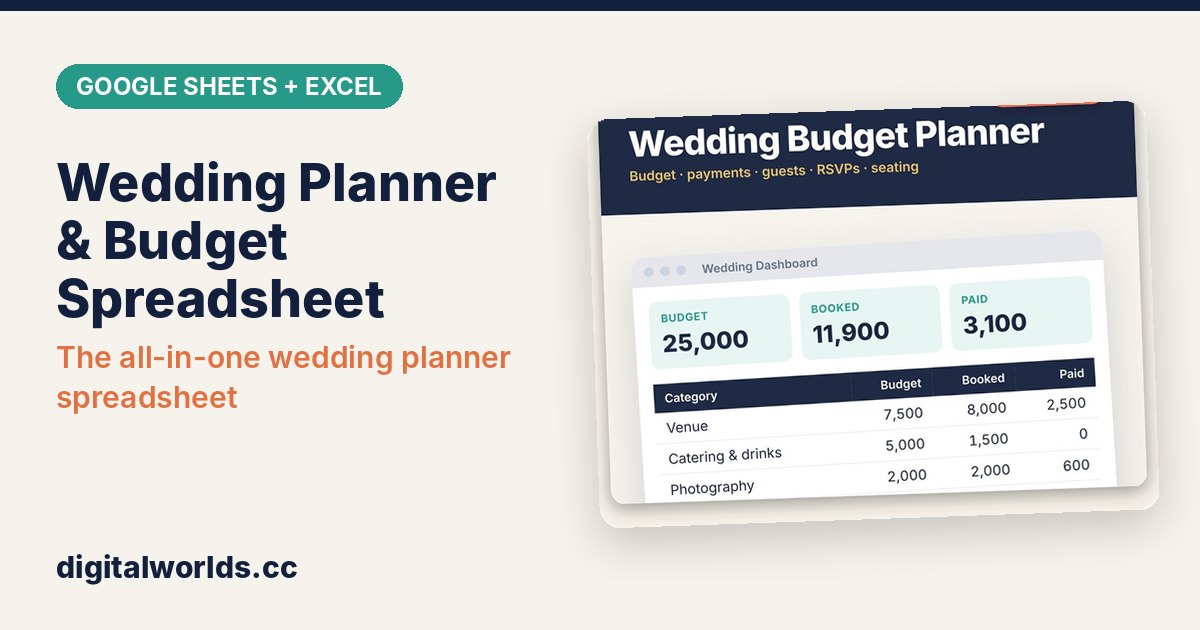 GOOGLE SHEETS + EXCEL
Wedding Planner
& Budget
Spreadsheet
The all-in-one wedding planner
spreadsheet
digitalworlds.cc
Wedding Budget Planner
Budget · payments · guests · RSVPs · seating
Wedding Dashboard
BUDGET BOOKED PAID
25,000 11,900 3,100
Category Budget Booked Paid
Venue 7,500 8,000 2,500
Catering & drinks 5,000 1,500 0
Photography 2,000 2,000 600